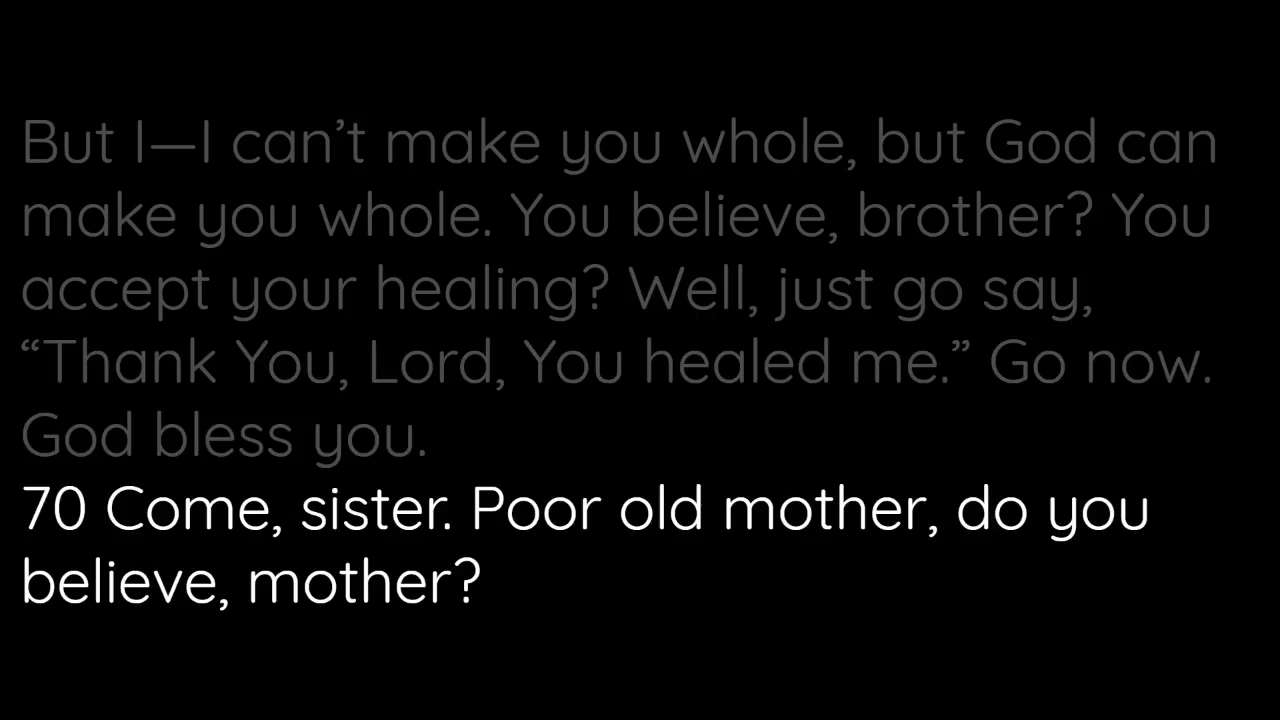 But I—I can’t make you whole, but God can
make you whole. You believe, brother? You
accept your healing? Well, just go say,
“Thank You, Lord, You healed me.” Go now.
God bless you.
70 Come, sister. Poor old mother, do you
believe, mother?